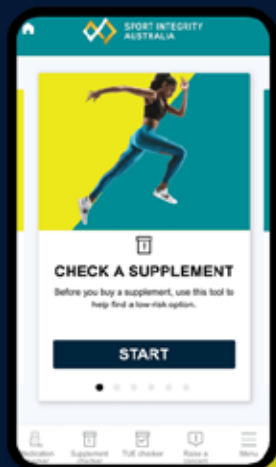 SPORT INTEGRITY
AUSTRALIA
CHECK A SUPPLEMENT
Before you buy a supplement, use this tool to
help find a low-risk option.
START
Medication
checker
Supplement
checker
TUE checker
Raise a
concern
Menu